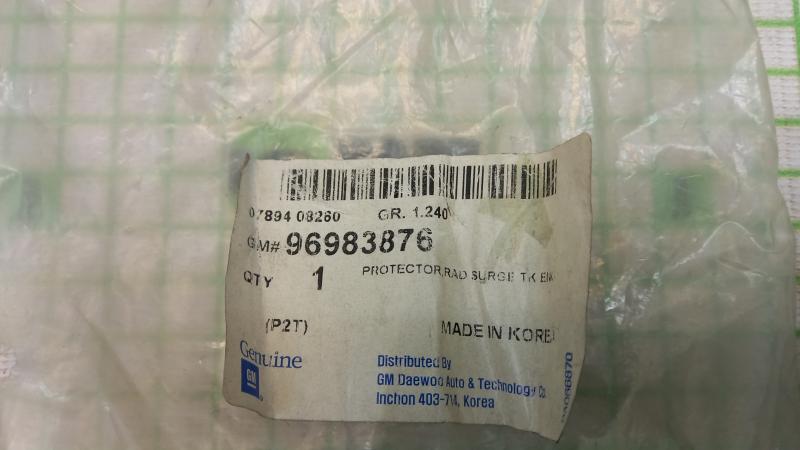 07894 08260 GR. 1.240
GM# 96983876
QTY 1 PROTECTOR,RAD SURGE TK
(P2T) MADE IN KOREA
Genuine
GM
Distributed By
GM Daewoo Auto & Technology Co.
Inchon 403-714, Korea